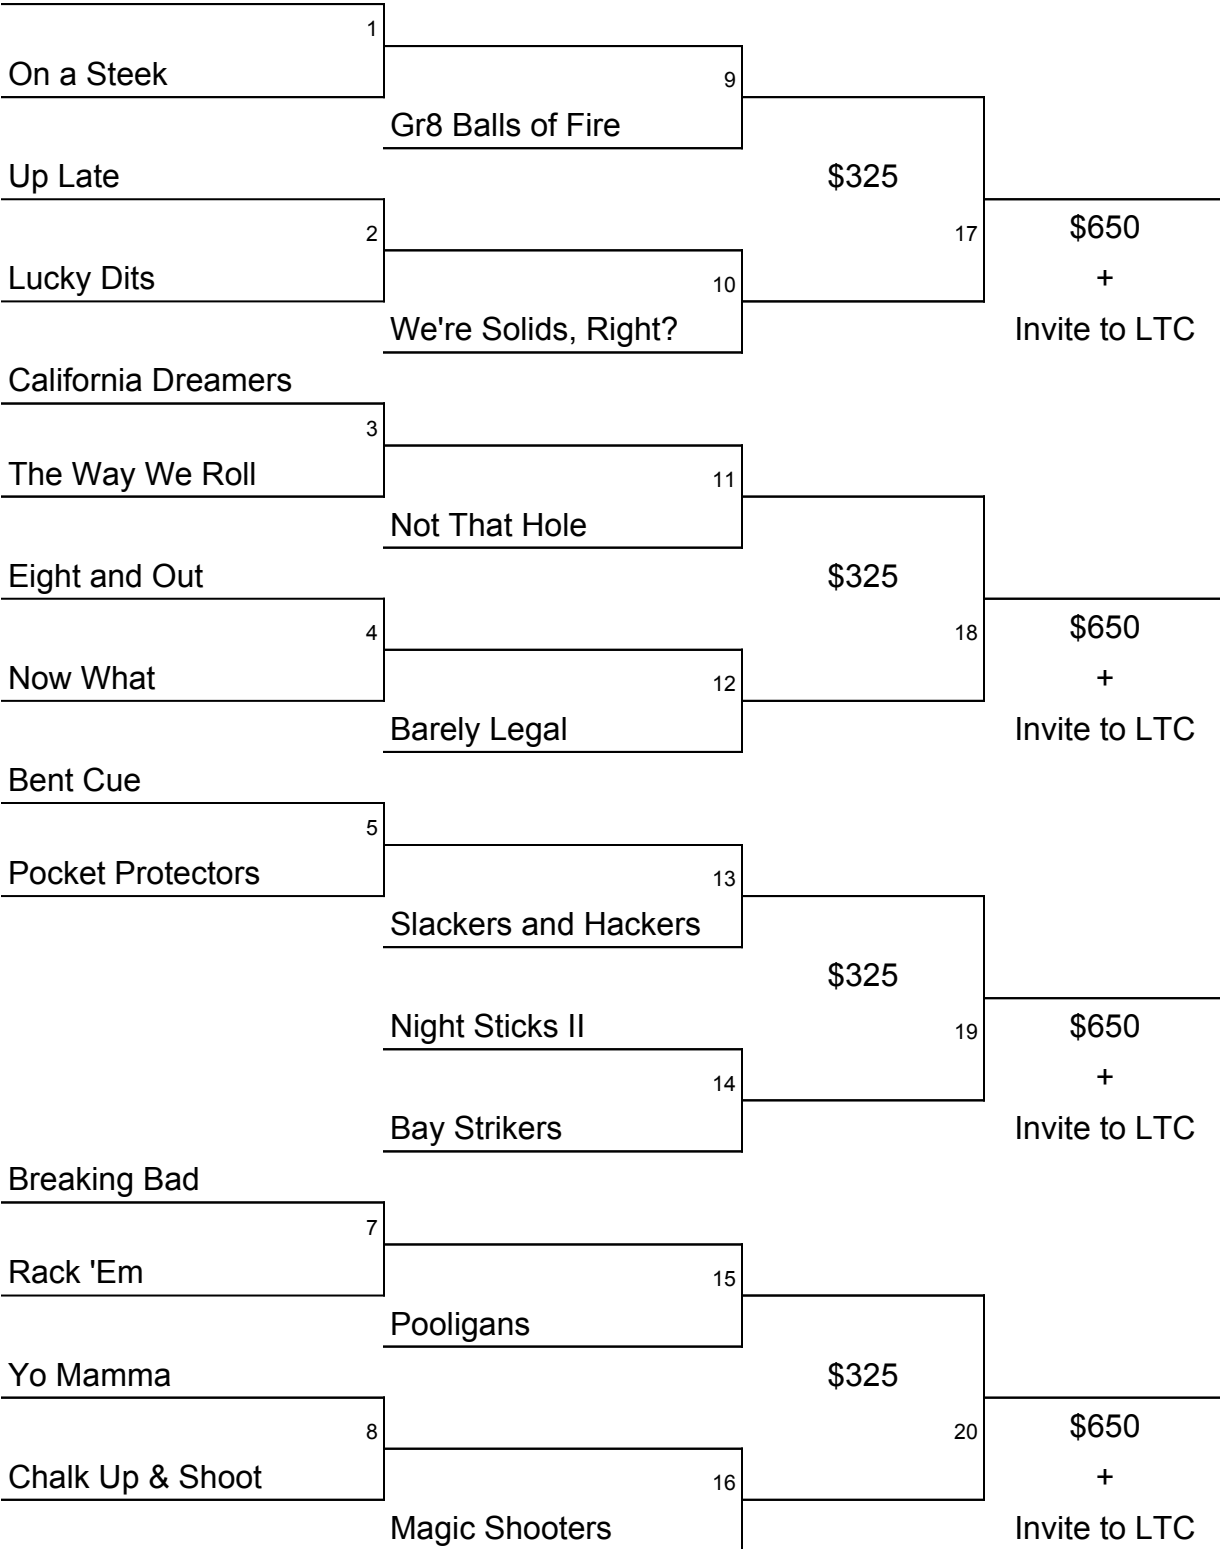 1
On a Steek
9
Gr8 Balls of Fire
Up Late
$325
2
17
$650
Lucky Dits
10
+
We're Solids, Right?
Invite to LTC
California Dreamers
3
The Way We Roll
11
Not That Hole
Eight and Out
$325
4
18
$650
Now What
12
+
Barely Legal
Invite to LTC
Bent Cue
5
Pocket Protectors
13
Slackers and Hackers
$325
Night Sticks II
19
$650
14
+
Bay Strikers
Invite to LTC
Breaking Bad
7
Rack 'Em
15
Pooligans
Yo Mamma
$325
8
20
$650
Chalk Up & Shoot
16
+
Magic Shooters
Invite to LTC